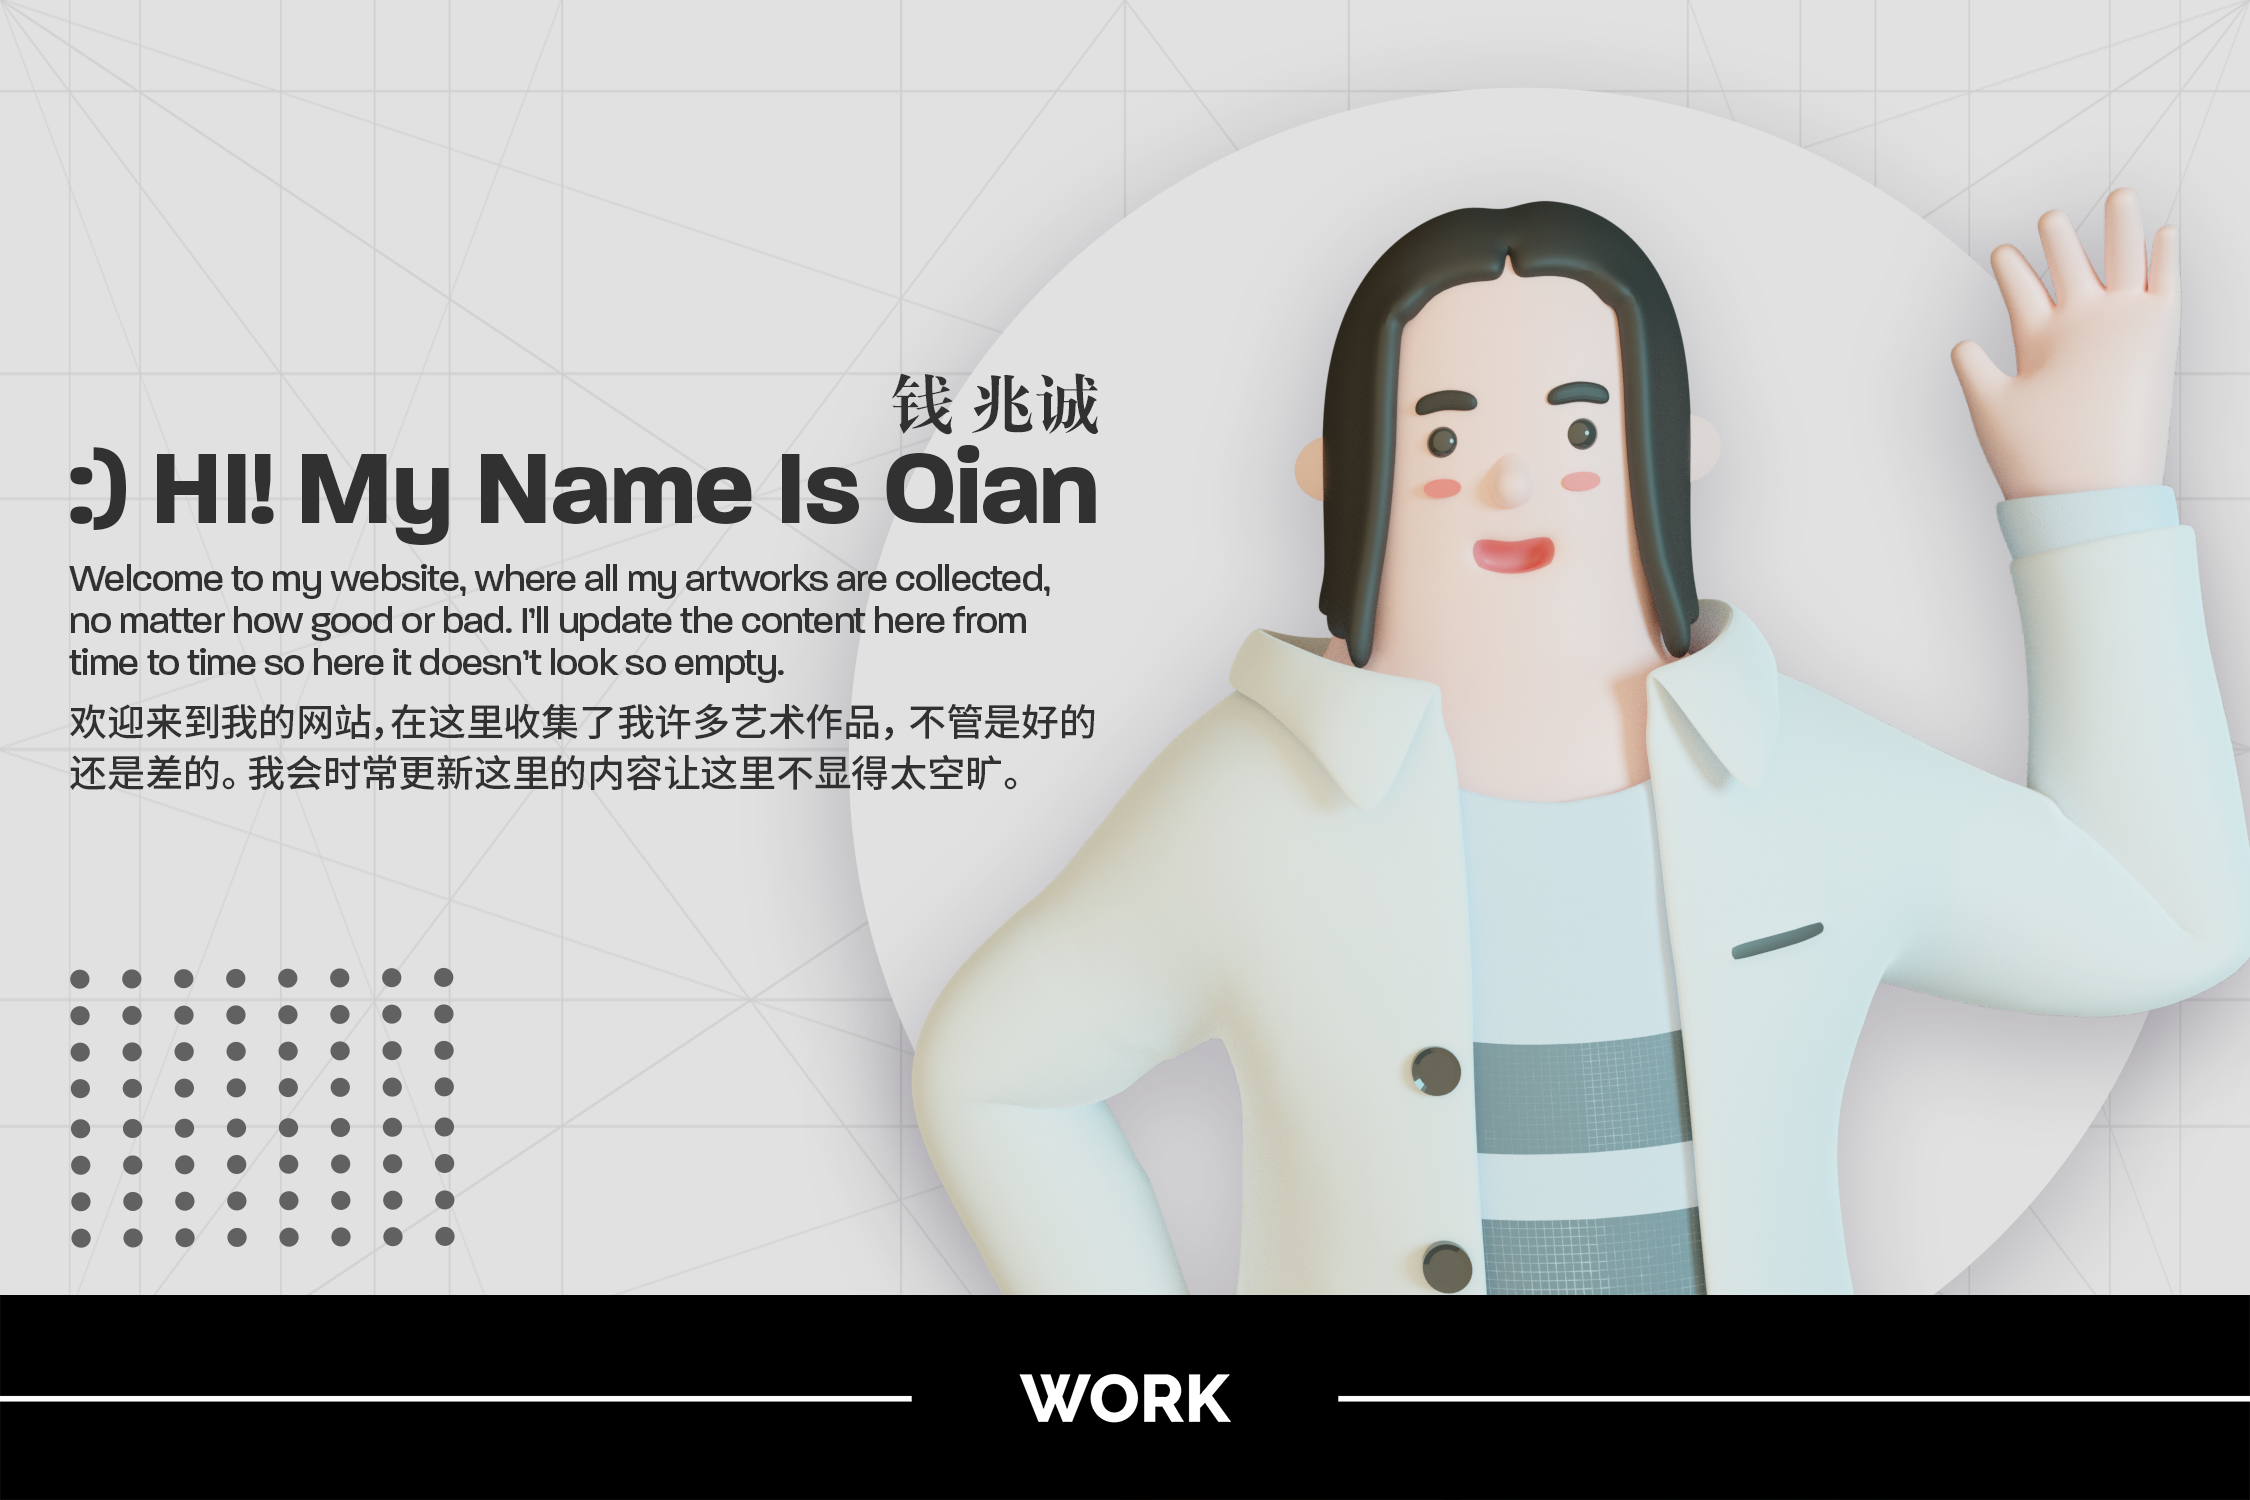 钱 兆诚
:) HI! My Name Is Qian
Welcome to my website, where all my artworks are collected,
no matter how good or bad. I'll update the content here from
time to time so here it doesn't look so empty.
欢迎来到我的网站，在这里收集了我许多艺术作品，不管是好的
还是差的。我会时常更新这里的内容让这里不显得太空旷。
WORK